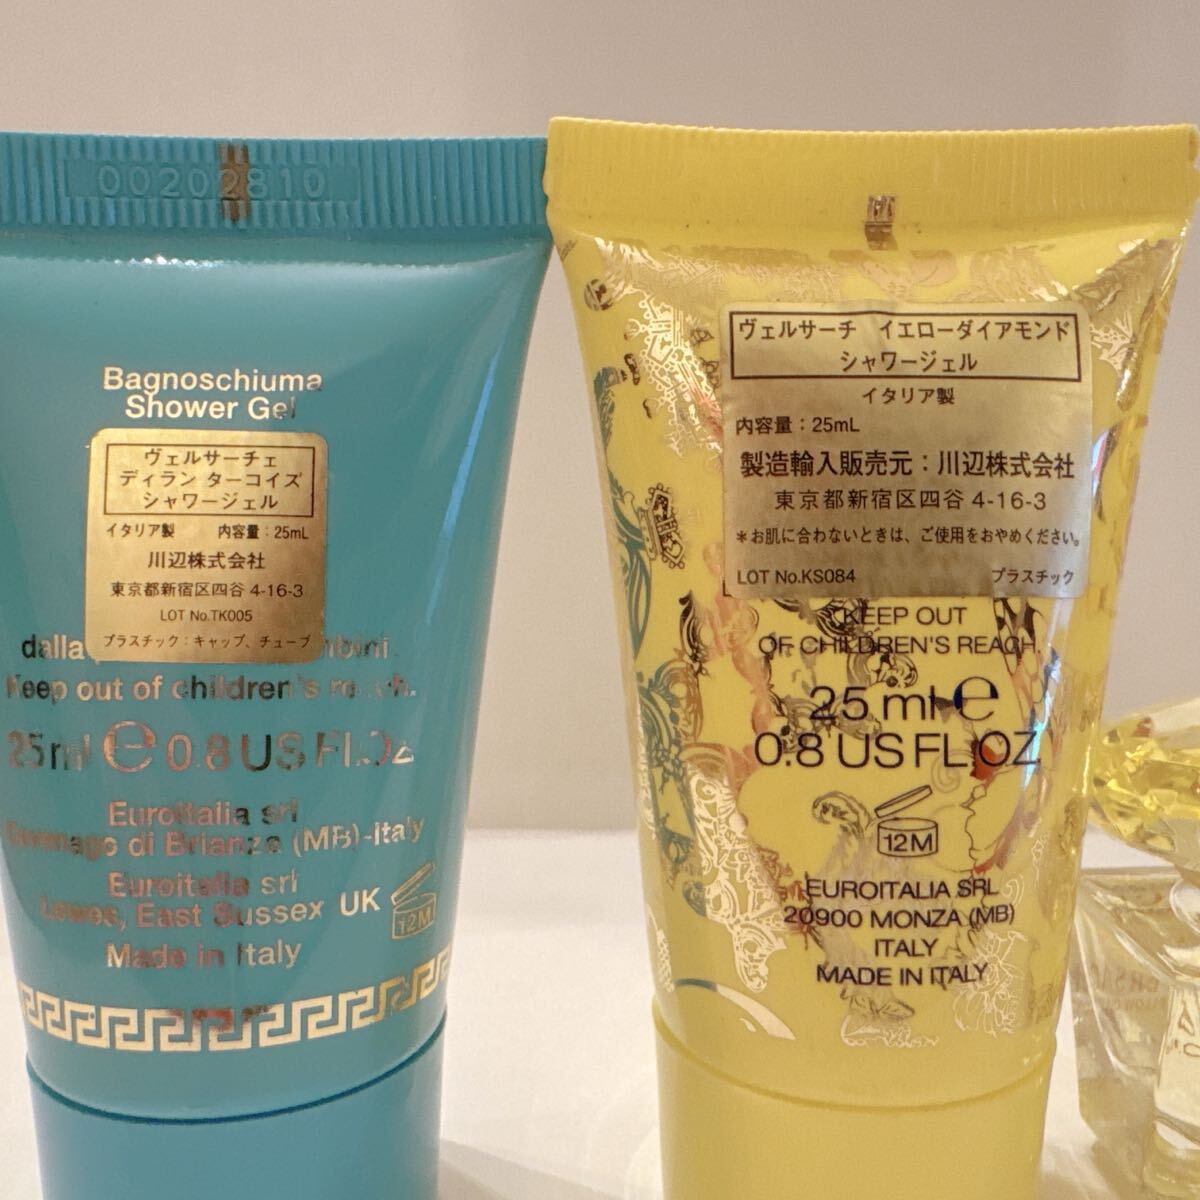 00202810
Bagnoschiuma
Shower Gel
ヴェルサーチェ
ディラン ターコイズ
シャワージェル
イタリア製 内容量：25mL
川辺株式会社
東京都新宿区四谷 4-16-3
LOT No.TK005
プラスチック：キャップ、チューブ
dalla
Keep out of children's reach.
25ml e 0.8 US FL.OZ
Euroitalia srl
Cavenago di Brianza (MB)-Italy
Euroitalia srl
Lewes, East Sussex UK
12M
Made in Italy
ヴェルサーチ イエローダイアモンド
シャワージェル
イタリア製
内容量：25mL
製造輸入販売元：川辺株式会社
東京都新宿区四谷 4-16-3
＊お肌に合わないときは、ご使用をおやめください。
LOT No.KS084 プラスチック
KEEP OUT
OF CHILDREN'S REACH.
25 ml e
0.8 US FL.OZ
12M
EUROITALIA SRL
20900 MONZA (MB)
ITALY
MADE IN ITALY